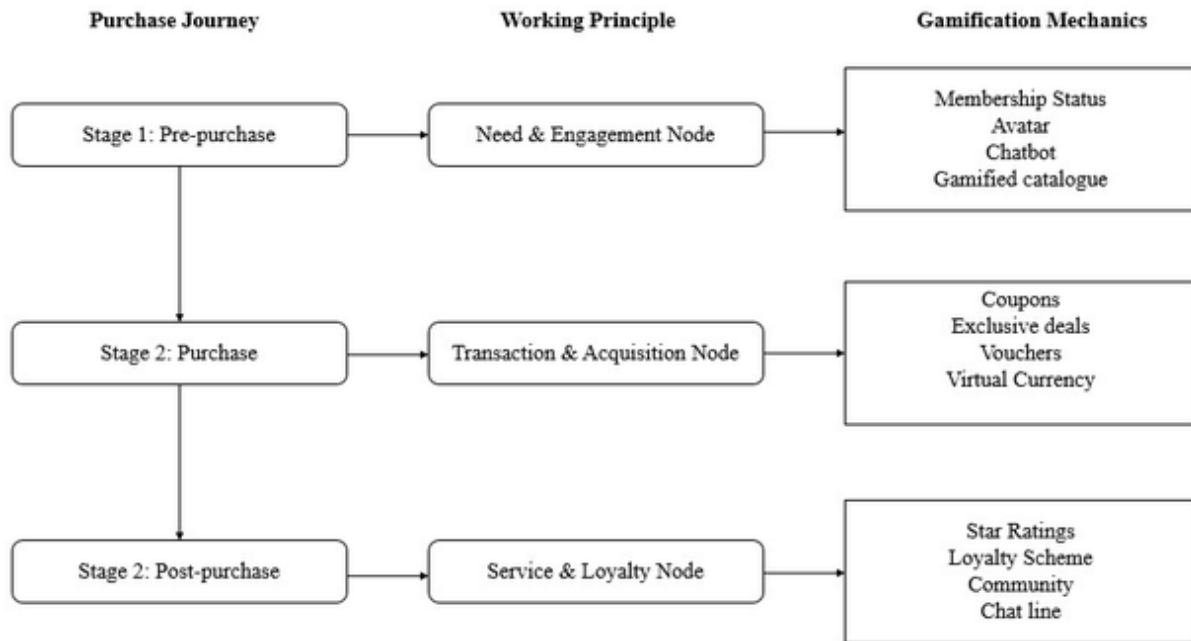 Purchase Journey
Working Principle
Gamification Mechanics
Stage 1: Pre-purchase
Need & Engagement Node
Membership Status
Avatar
Chatbot
Gamified catalogue
Stage 2: Purchase
Transaction & Acquisition Node
Coupons
Exclusive deals
Vouchers
Virtual Currency
Stage 2: Post-purchase
Service & Loyalty Node
Star Ratings
Loyalty Scheme
Community
Chat line